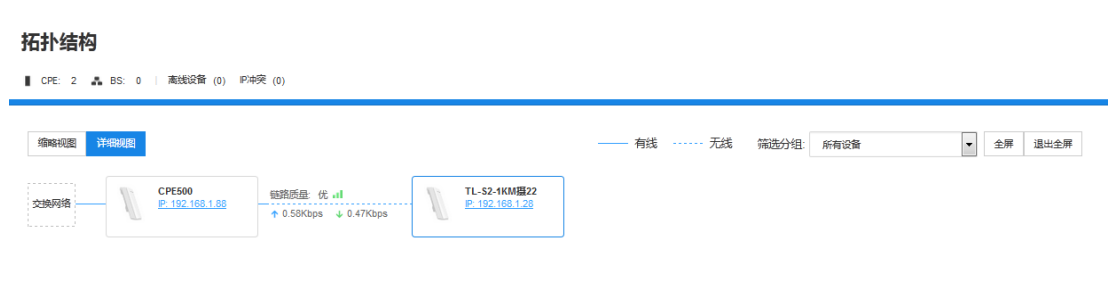 拓扑结构
CPE: 2 BS: 0 离线设备 (0) IP冲突 (0)
缩略视图 详细视图 有线 无线 筛选分组: 所有设备 全屏 退出全屏
交换网络
CPE500
IP: 192.168.1.88
链路质量: 优
0.58Kbps 0.47Kbps
TL-S2-1KM摄22
IP: 192.168.1.28